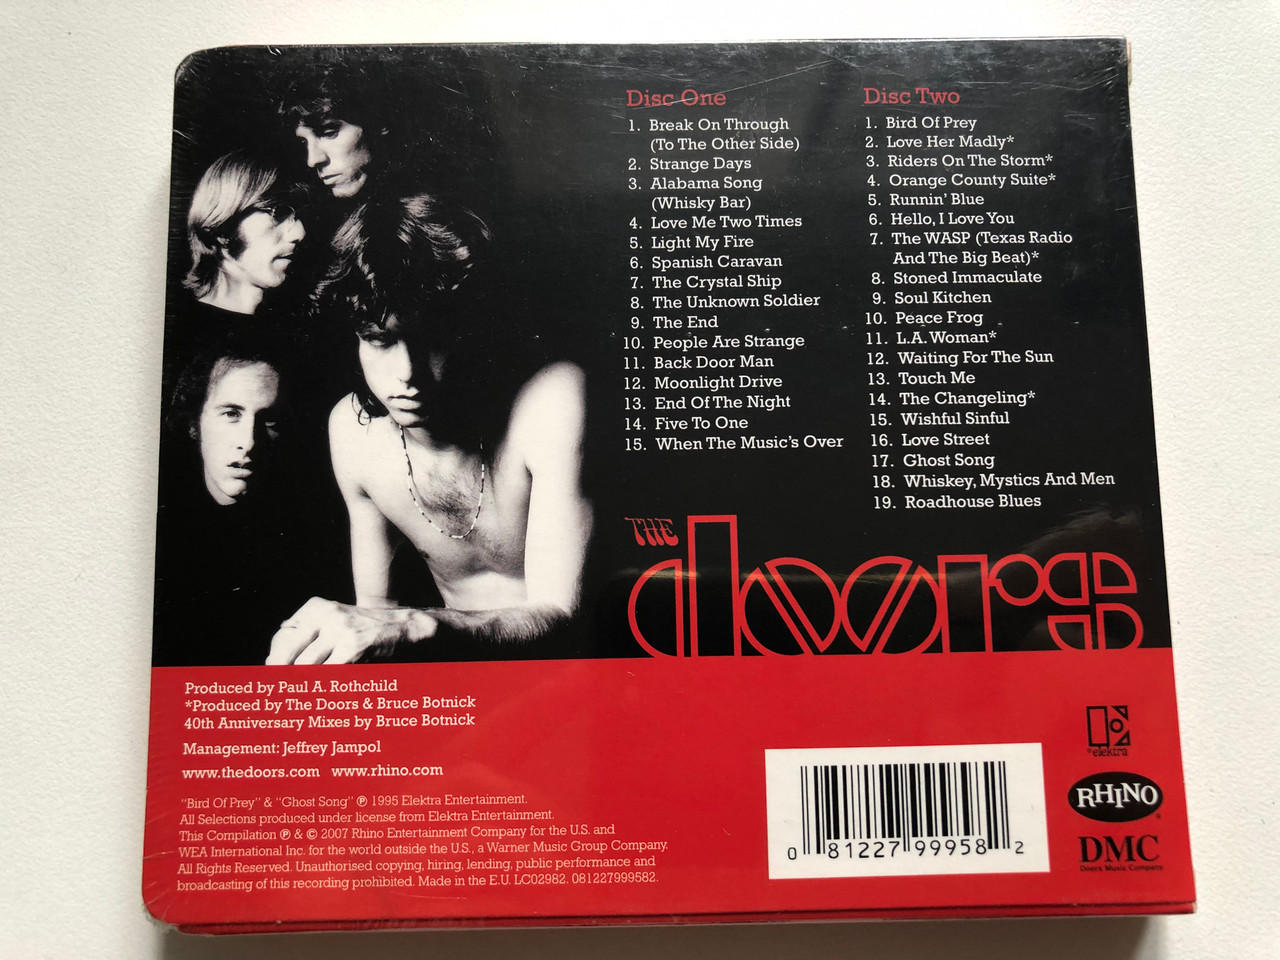 Disc One
1. Break On Through
(To The Other Side)
2. Strange Days
3. Alabama Song
(Whisky Bar)
4. Love Me Two Times
5. Light My Fire
6. Spanish Caravan
7. The Crystal Ship
8. The Unknown Soldier
9. The End
10. People Are Strange
11. Back Door Man
12. Moonlight Drive
13. End Of The Night
14. Five To One
15. When The Music's Over
Disc Two
1. Bird Of Prey
2. Love Her Madly*
3. Riders On The Storm*
4. Orange County Suite*
5. Runnin' Blue
6. Hello, I Love You
7. The WASP (Texas Radio
And The Big Beat)*
8. Stoned Immaculate
9. Soul Kitchen
10. Peace Frog
11. L.A. Woman*
12. Waiting For The Sun
13. Touch Me
14. The Changeling*
15. Wishful Sinful
16. Love Street
17. Ghost Song
18. Whiskey, Mystics And Men
19. Roadhouse Blues
THE
doors
Produced by Paul A. Rothchild
*Produced by The Doors & Bruce Botnick
40th Anniversary Mixes by Bruce Botnick
Management: Jeffrey Jampol
www.thedoors.com www.rhino.com
"Bird Of Prey" & "Ghost Song" ℗ 1995 Elektra Entertainment.
All Selections produced under license from Elektra Entertainment.
This Compilation ℗ & © 2007 Rhino Entertainment Company for the U.S. and
WEA International Inc. for the world outside the U.S., a Warner Music Group Company.
All Rights Reserved. Unauthorised copying, hiring, lending, public performance and
broadcasting of this recording prohibited. Made in the E.U. LC02982. 081227999582.
0 81227 99958 2
elektra
RHINO
DMC
Doors Music Company